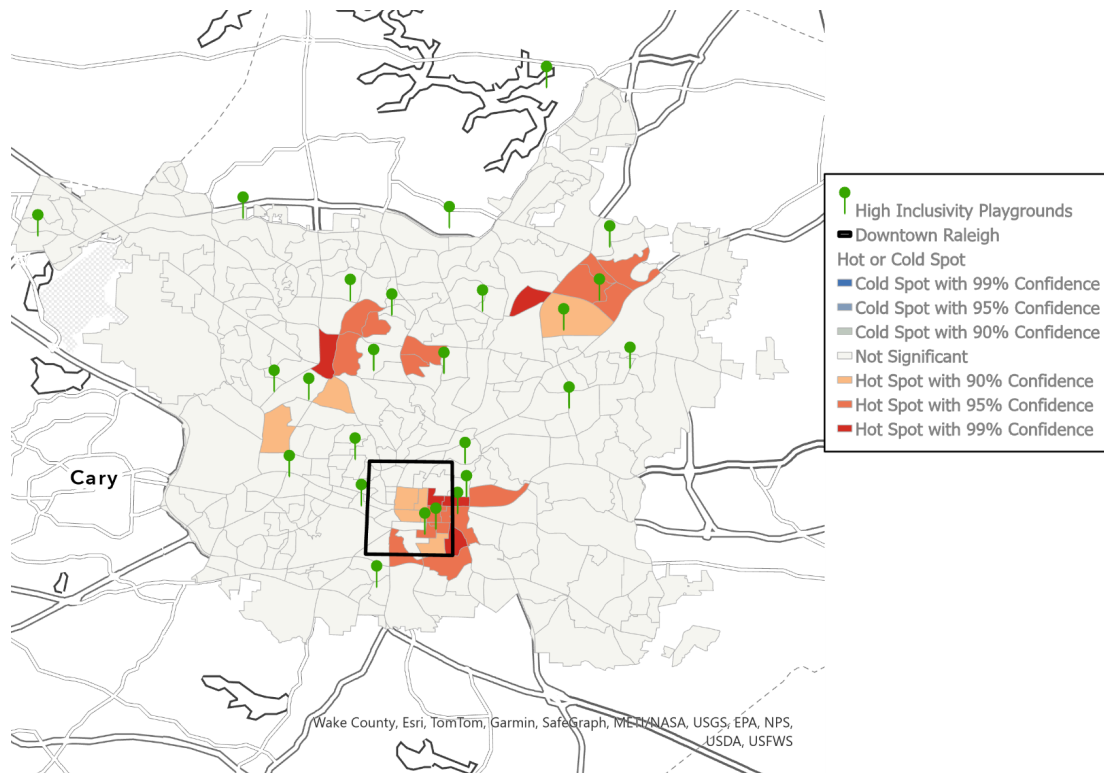 Cary
High Inclusivity Playgrounds
Downtown Raleigh
Hot or Cold Spot
Cold Spot with 99% Confidence
Cold Spot with 95% Confidence
Cold Spot with 90% Confidence
Not Significant
Hot Spot with 90% Confidence
Hot Spot with 95% Confidence
Hot Spot with 99% Confidence
Wake County, Esri, TomTom, Garmin, SafeGraph, METI/NASA, USGS, EPA, NPS,
USDA, USFWS